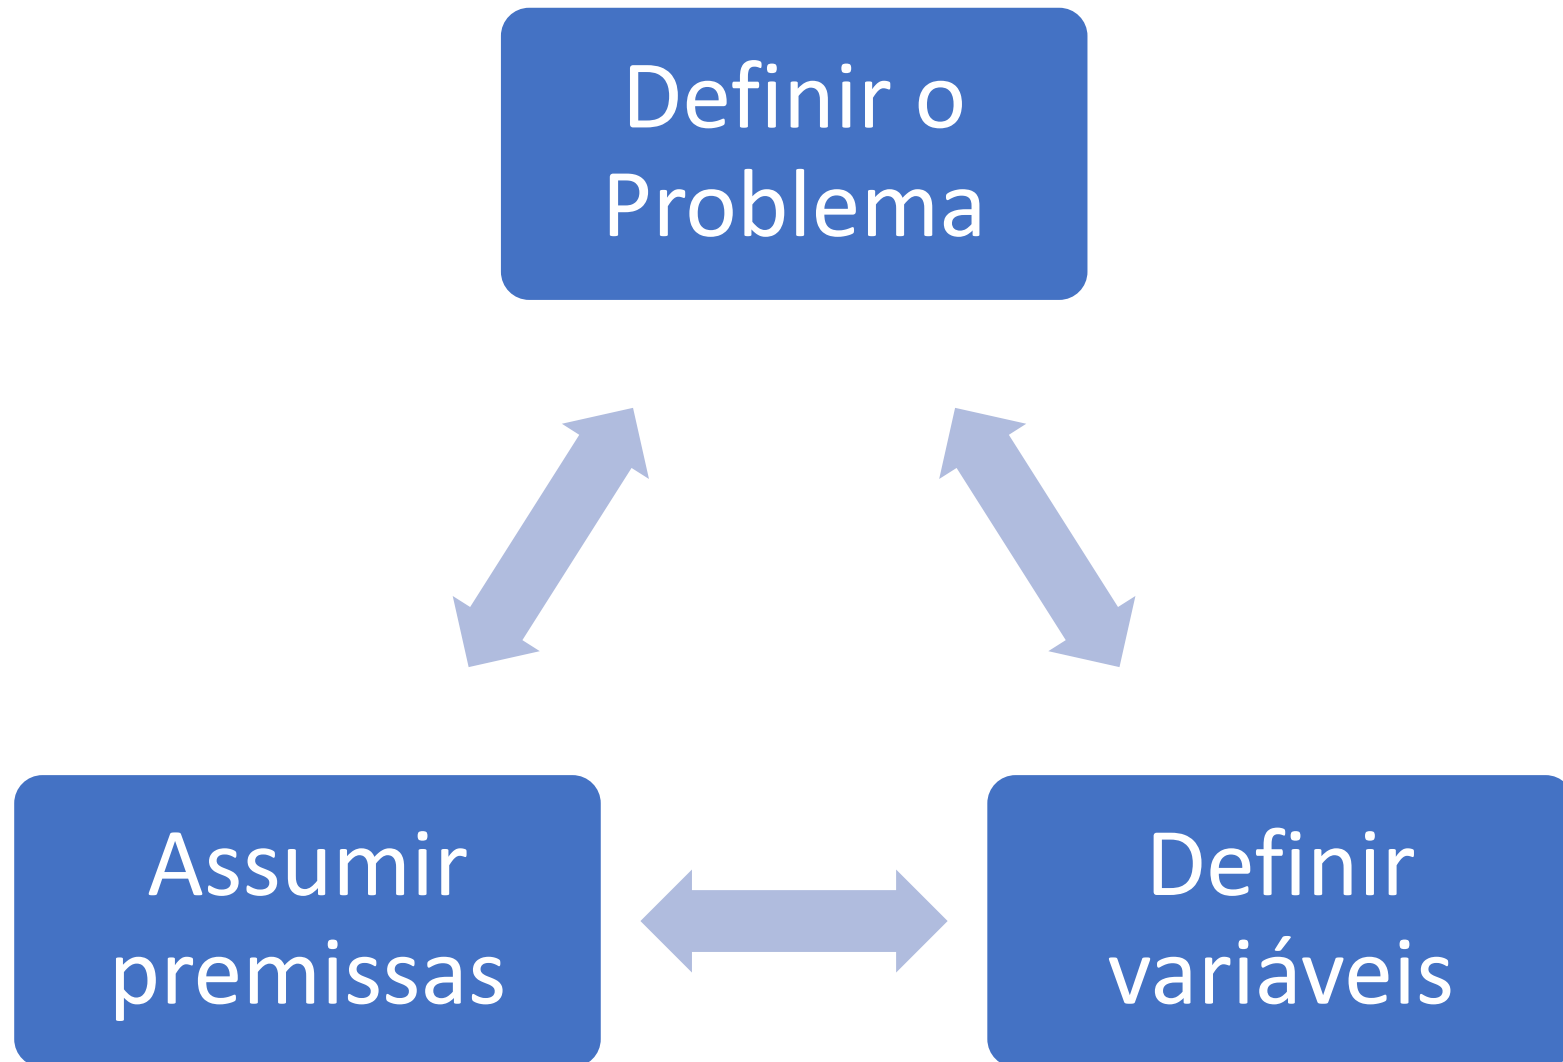 Definir o
Problema
Assumir
premissas
Definir
variáveis